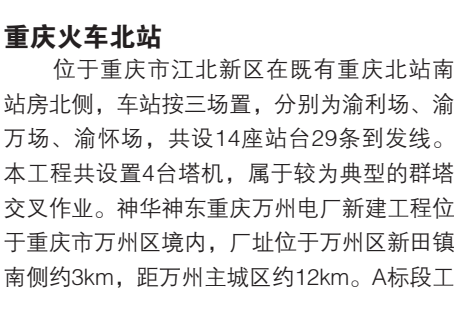 重庆火车北站
位于重庆市江北新区在既有重庆北站南
站房北侧，车站按三场置，分别为渝利场、渝
万场、渝怀场，共设14座站台29条到发线。
本工程共设置4台塔机，属于较为典型的群塔
交叉作业。神华神东重庆万州电厂新建工程位
于重庆市万州区境内，厂址位于万州区新田镇
南侧约3km，距万州主城区约12km。A标段工